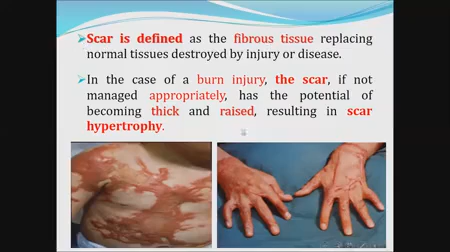 Scar is defined as the fibrous tissue replacing
normal tissues destroyed by injury or disease.
In the case of a burn injury, the scar, if not
managed appropriately, has the potential of
becoming thick and raised, resulting in scar
hypertrophy.